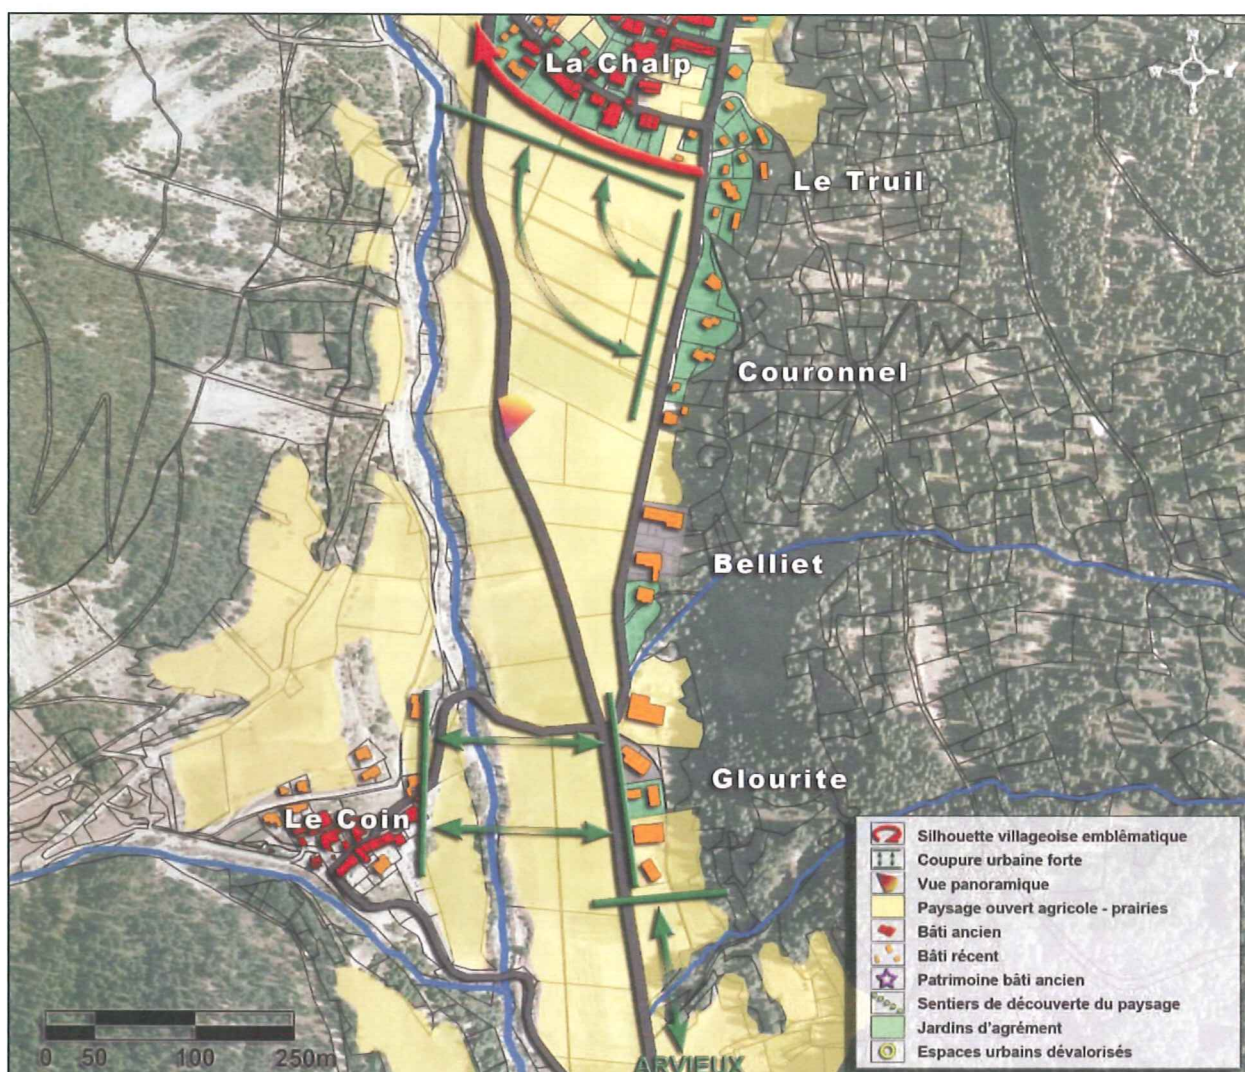 La Chalp
Le Truil
Couronnel
Belliet
Glourite
Le Coin
Silhouette villageoise emblêmatique
Coupure urbaine forte
Vue panoramique
Paysage ouvert agricole - prairies
Bâti ancien
Bâti récent
Patrimoine bâti ancien
Sentiers de découverte du paysage
Jardins d'agrément
Espaces urbains dévalorisés
0 50 100 250m
ARVIEUX